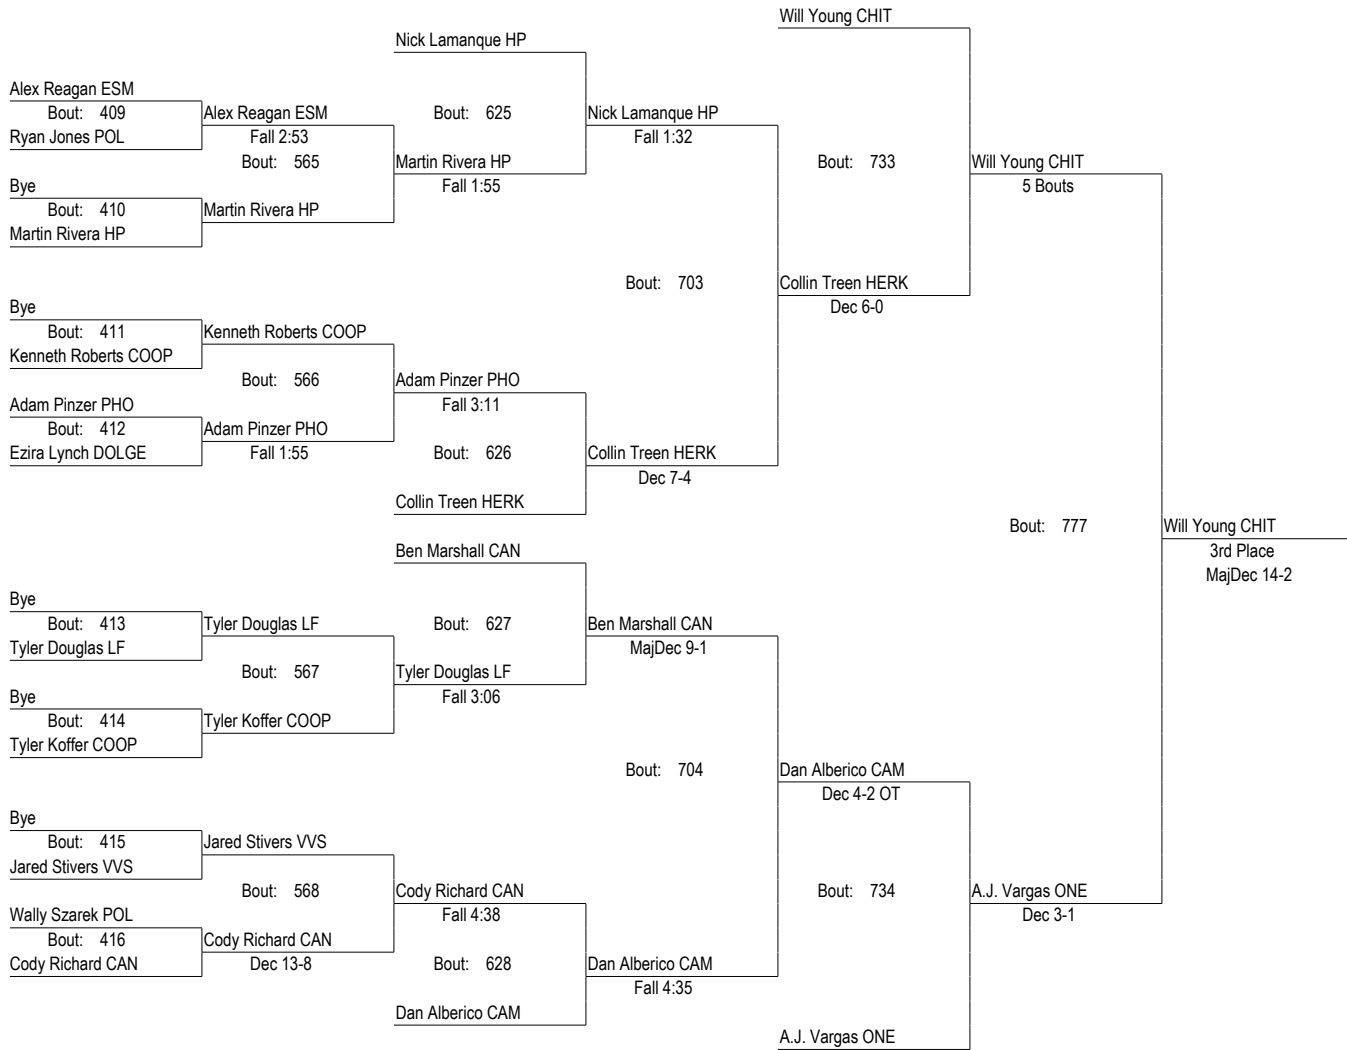 Will Young CHIT
Nick Lamanque HP
Alex Reagan ESM
Bout: 409
Alex Reagan ESM
Bout: 625
Nick Lamanque HP
Ryan Jones POL
Fall 2:53
Fall 1:32
Bout: 565
Martin Rivera HP
Bout: 733
Will Young CHIT
Bye
Fall 1:55
5 Bouts
Bout: 410
Martin Rivera HP
Martin Rivera HP
Bout: 703
Collin Treen HERK
Bye
Dec 6-0
Bout: 411
Kenneth Roberts COOP
Kenneth Roberts COOP
Bout: 566
Adam Pinzer PHO
Adam Pinzer PHO
Fall 3:11
Bout: 412
Adam Pinzer PHO
Ezira Lynch DOLGE
Fall 1:55
Bout: 626
Collin Treen HERK
Dec 7-4
Collin Treen HERK
Bout: 777
Will Young CHIT
Ben Marshall CAN
3rd Place
MajDec 14-2
Bye
Bout: 413
Tyler Douglas LF
Bout: 627
Ben Marshall CAN
Tyler Douglas LF
MajDec 9-1
Bout: 567
Tyler Douglas LF
Bye
Fall 3:06
Bout: 414
Tyler Koffer COOP
Tyler Koffer COOP
Bout: 704
Dan Alberico CAM
Dec 4-2 OT
Bye
Bout: 415
Jared Stivers VVS
Jared Stivers VVS
Bout: 568
Cody Richard CAN
Bout: 734
A.J. Vargas ONE
Wally Szarek POL
Fall 4:38
Dec 3-1
Bout: 416
Cody Richard CAN
Cody Richard CAN
Dec 13-8
Bout: 628
Dan Alberico CAM
Fall 4:35
Dan Alberico CAM
A.J. Vargas ONE